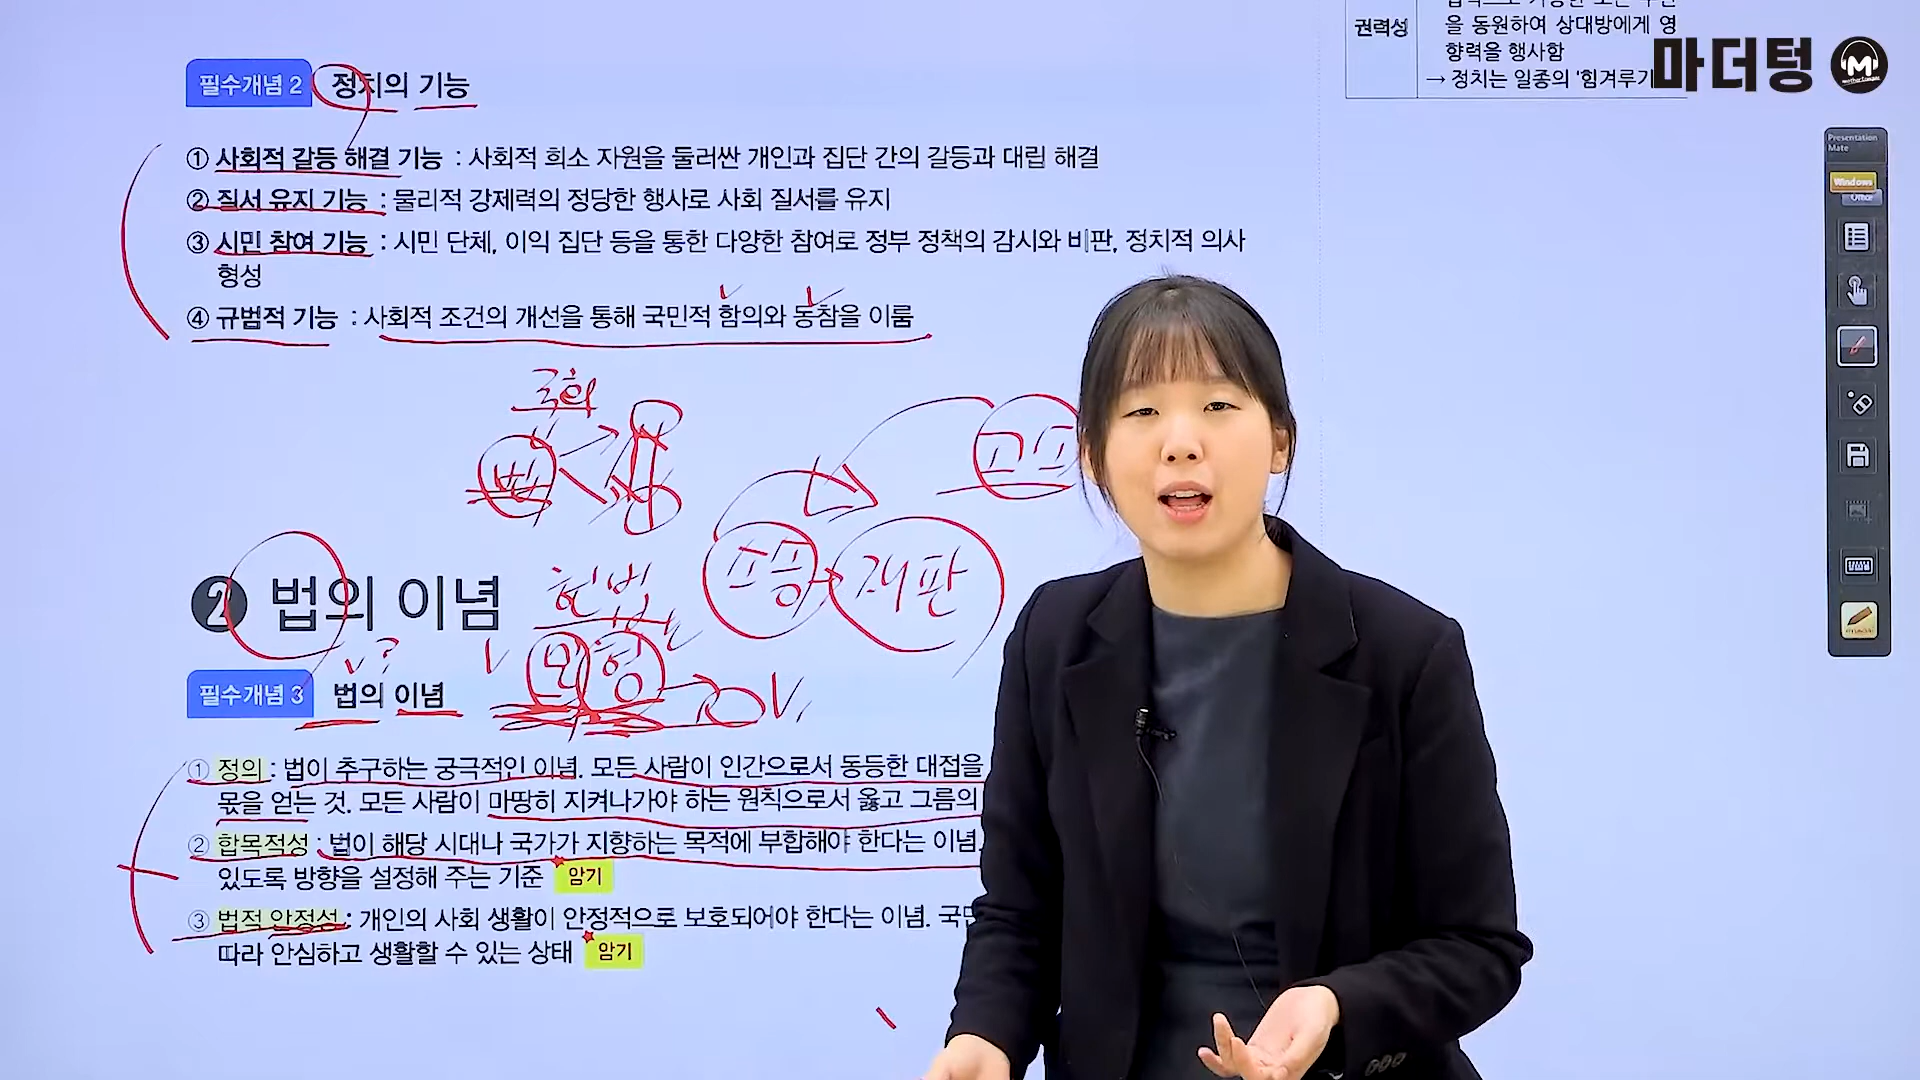 권력성
을 동원하여 상대방에게 영
향력을 행사함
→ 정치는 일종의 '힘겨루기
마더텅
M
Presentation
Mate
Windows
Office
필수개념 2 정치의 기능
① 사회적 갈등 해결 기능 : 사회적 희소 자원을 둘러싼 개인과 집단 간의 갈등과 대립 해결
② 질서 유지 기능 : 물리적 강제력의 정당한 행사로 사회 질서를 유지
③ 시민 참여 기능 : 시민 단체, 이익 집단 등을 통한 다양한 참여로 정부 정책의 감시와 비판, 정치적 의사
형성
④ 규범적 기능 : 사회적 조건의 개선을 통해 국민적 합의와 동참을 이룸
국회
법
고소
소송 → 재판
2 법의 이념
헌법
민 형
필수개념 3 법의 이념
① 정의 : 법이 추구하는 궁극적인 이념. 모든 사람이 인간으로서 동등한 대접을
몫을 얻는 것. 모든 사람이 마땅히 지켜나가야 하는 원칙으로서 옳고 그름의
② 합목적성 : 법이 해당 시대나 국가가 지향하는 목적에 부합해야 한다는 이념.
있도록 방향을 설정해 주는 기준 암기
③ 법적 안정성 : 개인의 사회 생활이 안정적으로 보호되어야 한다는 이념. 국민
따라 안심하고 생활할 수 있는 상태 암기